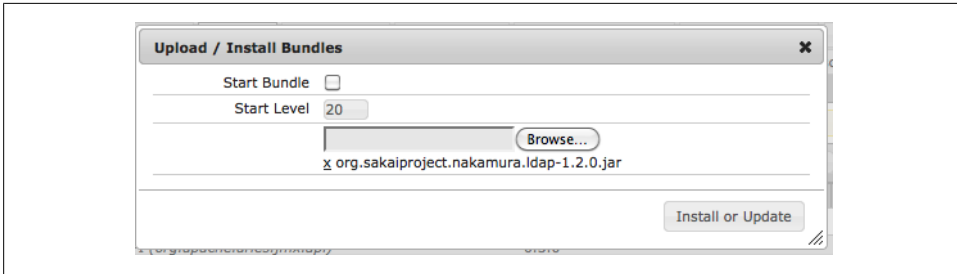 Upload / Install Bundles
Start Bundle
Start Level 20
Browse...
x org.sakaiproject.nakamura.ldap-1.2.0.jar
Install or Update